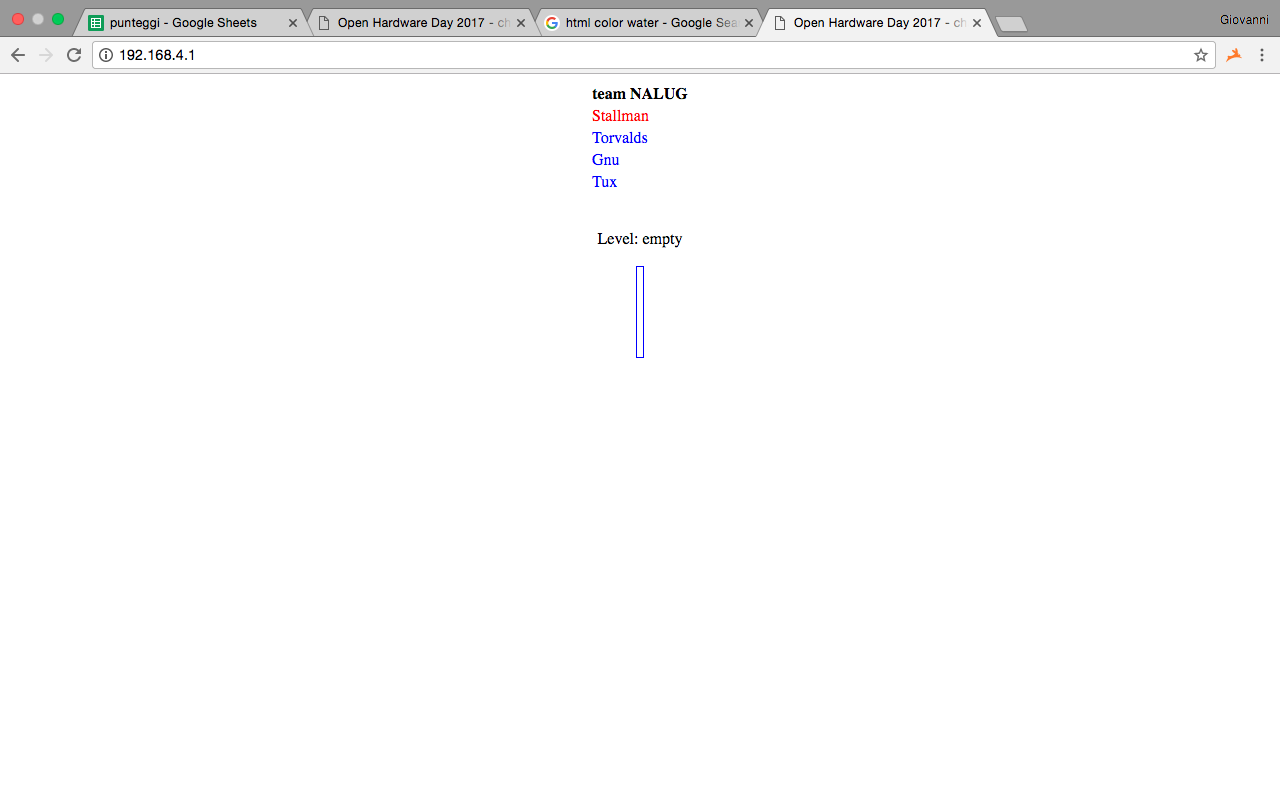 punteggi - Google Sheets
Open Hardware Day 2017 - ch
html color water - Google Sea
Open Hardware Day 2017 - ch
Giovanni
192.168.4.1
team NALUG
Stallman
Torvalds
Gnu
Tux
Level: empty